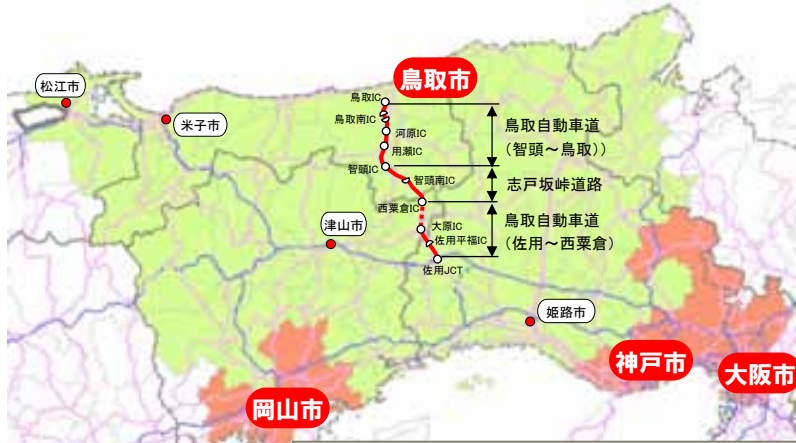 鳥取市
松江市
米子市
鳥取IC
鳥取南IC
河原IC
用瀬IC
智頭IC
智頭南IC
西粟倉IC
大原IC
佐用平福IC
佐用JCT
鳥取自動車道
(智頭~鳥取))
志戸坂峠道路
鳥取自動車道
(佐用~西粟倉)
津山市
姫路市
岡山市
神戸市
大阪市